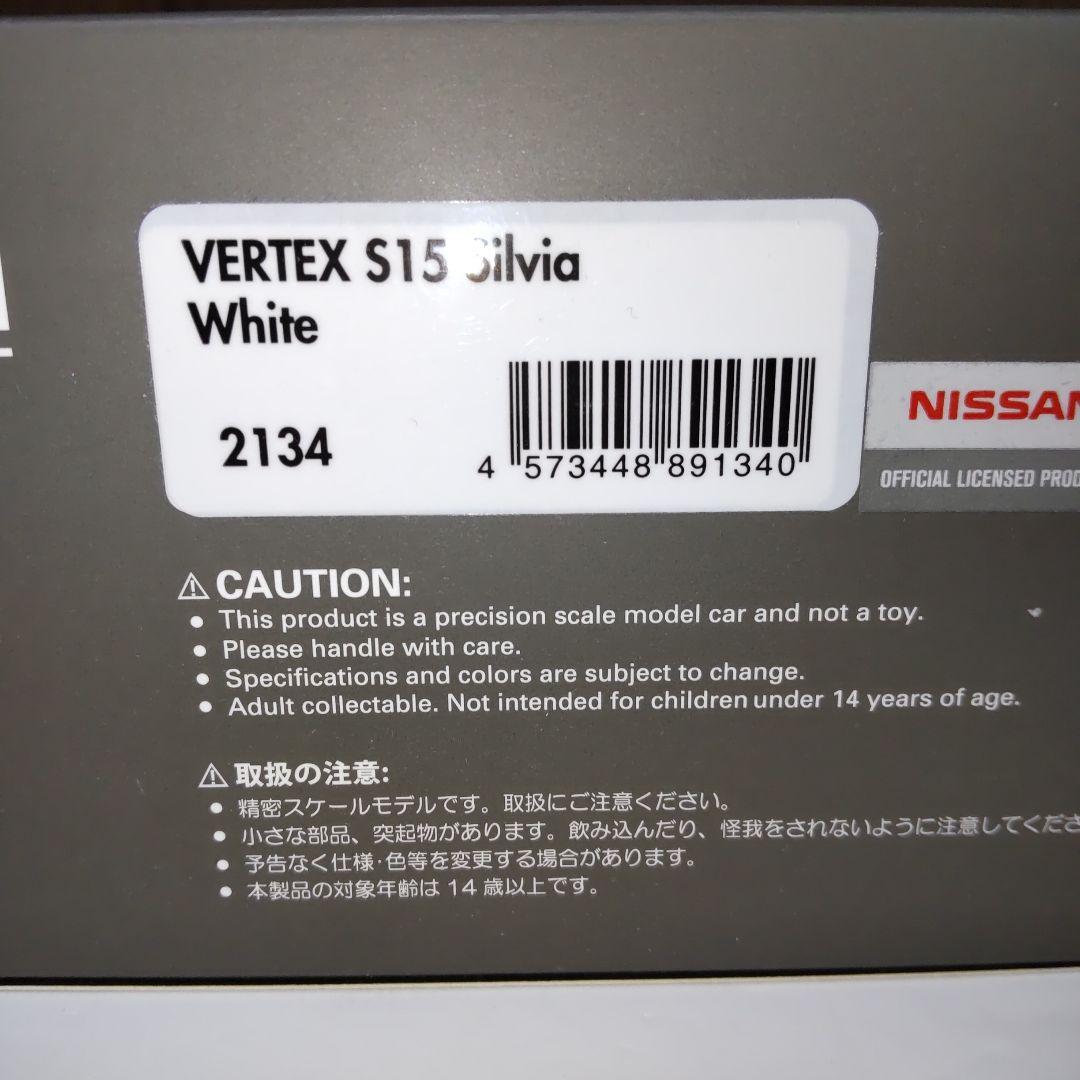 VERTEX S15 Silvia
White
2134
4 573448 891340
NISSAN
OFFICIAL LICENSED
⚠ CAUTION:
● This product is a precision scale model car and not a toy.
● Please handle with care.
● Specifications and colors are subject to change.
● Adult collectable. Not intended for children under 14 years of age.
⚠ 取扱の注意:
● 精密スケールモデルです。取扱にご注意ください。
● 小さな部品、突起物があります。飲み込んだり、怪我をされないように注意してくださ
● 予告なく仕様・色等を変更する場合があります。
● 本製品の対象年齢は 14 歳以上です。